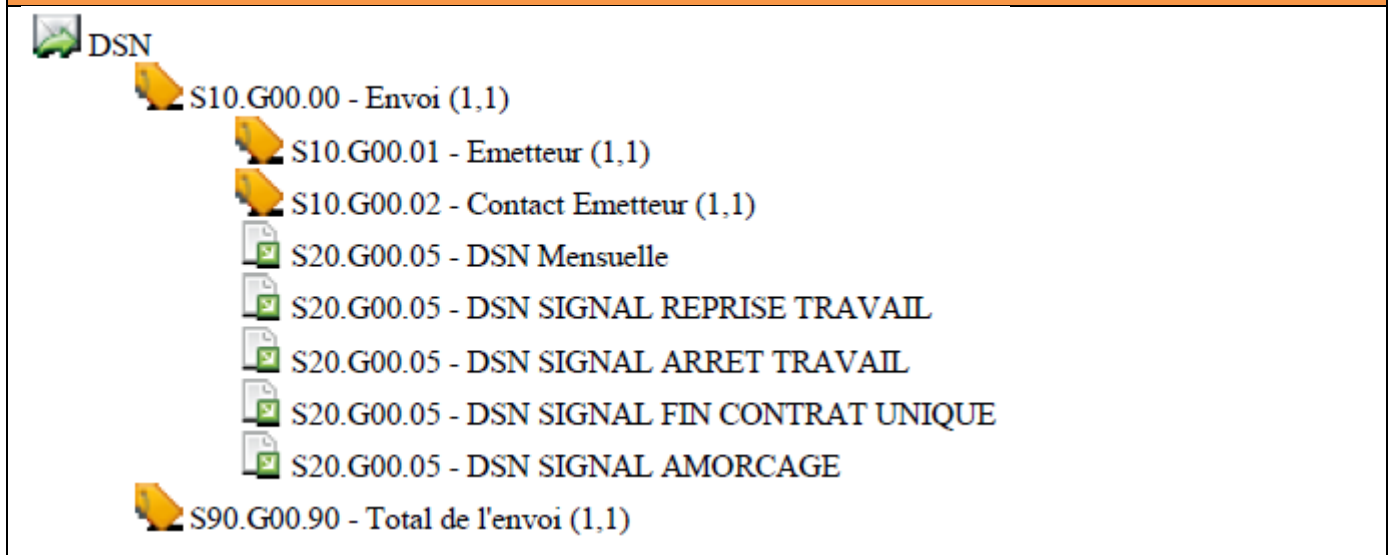 DSN
S10.G00.00 - Envoi (1,1)
S10.G00.01 - Emetteur (1,1)
S10.G00.02 - Contact Emetteur (1,1)
S20.G00.05 - DSN Mensuelle
S20.G00.05 - DSN SIGNAL REPRISE TRAVAIL
S20.G00.05 - DSN SIGNAL ARRET TRAVAIL
S20.G00.05 - DSN SIGNAL FIN CONTRAT UNIQUE
S20.G00.05 - DSN SIGNAL AMORCAGE
S90.G00.90 - Total de l'envoi (1,1)